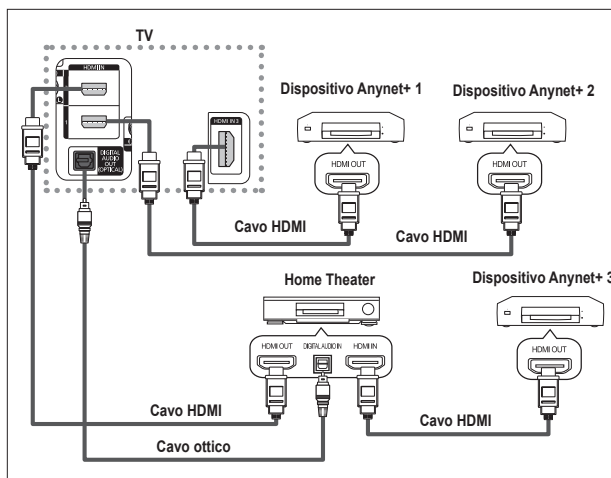 TV
HDMI IN
DIGITAL
AUDIO
OUT
(OPTICAL)
HDMI IN 3
Dispositivo Anynet+ 1
Dispositivo Anynet+ 2
HDMI OUT
HDMI OUT
Cavo HDMI
Cavo HDMI
Home Theater
Dispositivo Anynet+ 3
HDMI OUT
DIGITAL AUDIO IN
HDMI IN
HDMI OUT
Cavo HDMI
Cavo HDMI
Cavo ottico